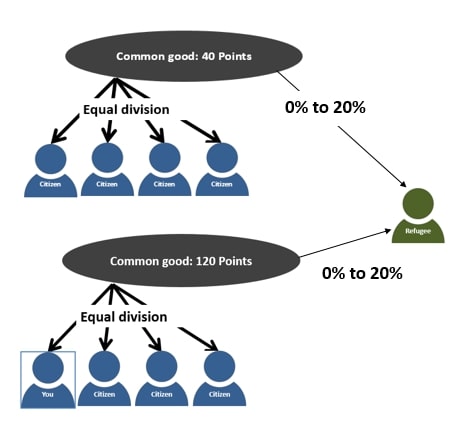 Common good: 40 Points
0% to 20%
Equal division
Citizen Citizen Citizen Citizen
Refugee
Common good: 120 Points
0% to 20%
Equal division
You Citizen Citizen Citizen